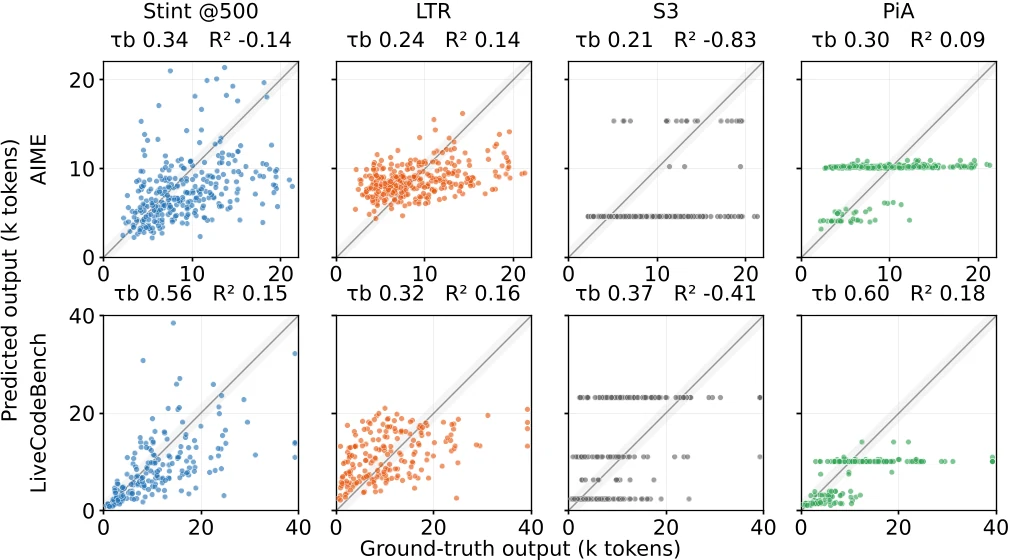 Stint @500
LTR
S3
PiA
τb 0.34 R² -0.14
τb 0.24 R² 0.14
τb 0.21 R² -0.83
τb 0.30 R² 0.09
Predicted output (k tokens)
AIME
20
10
0
0 10 20
0 10 20
0 10 20
0 10 20
τb 0.56 R² 0.15
τb 0.32 R² 0.16
τb 0.37 R² -0.41
τb 0.60 R² 0.18
LiveCodeBench
40
20
0
0 20 40
0 20 40
0 20 40
0 20 40
Ground-truth output (k tokens)